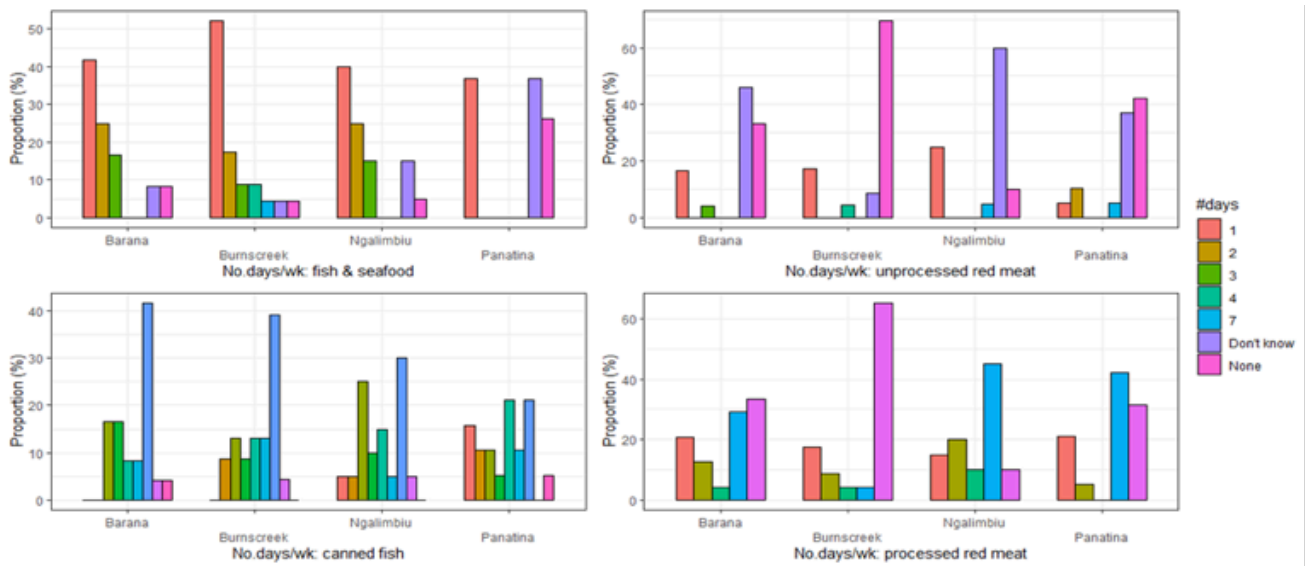 Proportion (%)
50
40
30
20
10
0
Barana
Burnscreek
Ngalimbiu
Panatina
No.days/wk: fish & seafood
Proportion (%)
60
40
20
0
Barana
Burnscreek
Ngalimbiu
Panatina
No.days/wk: unprocessed red meat
Proportion (%)
40
30
20
10
0
Barana
Burnscreek
Ngalimbiu
Panatina
No.days/wk: canned fish
Proportion (%)
60
40
20
0
Barana
Burnscreek
Ngalimbiu
Panatina
No.days/wk: processed red meat
#days
1
2
3
4
7
Don't know
None